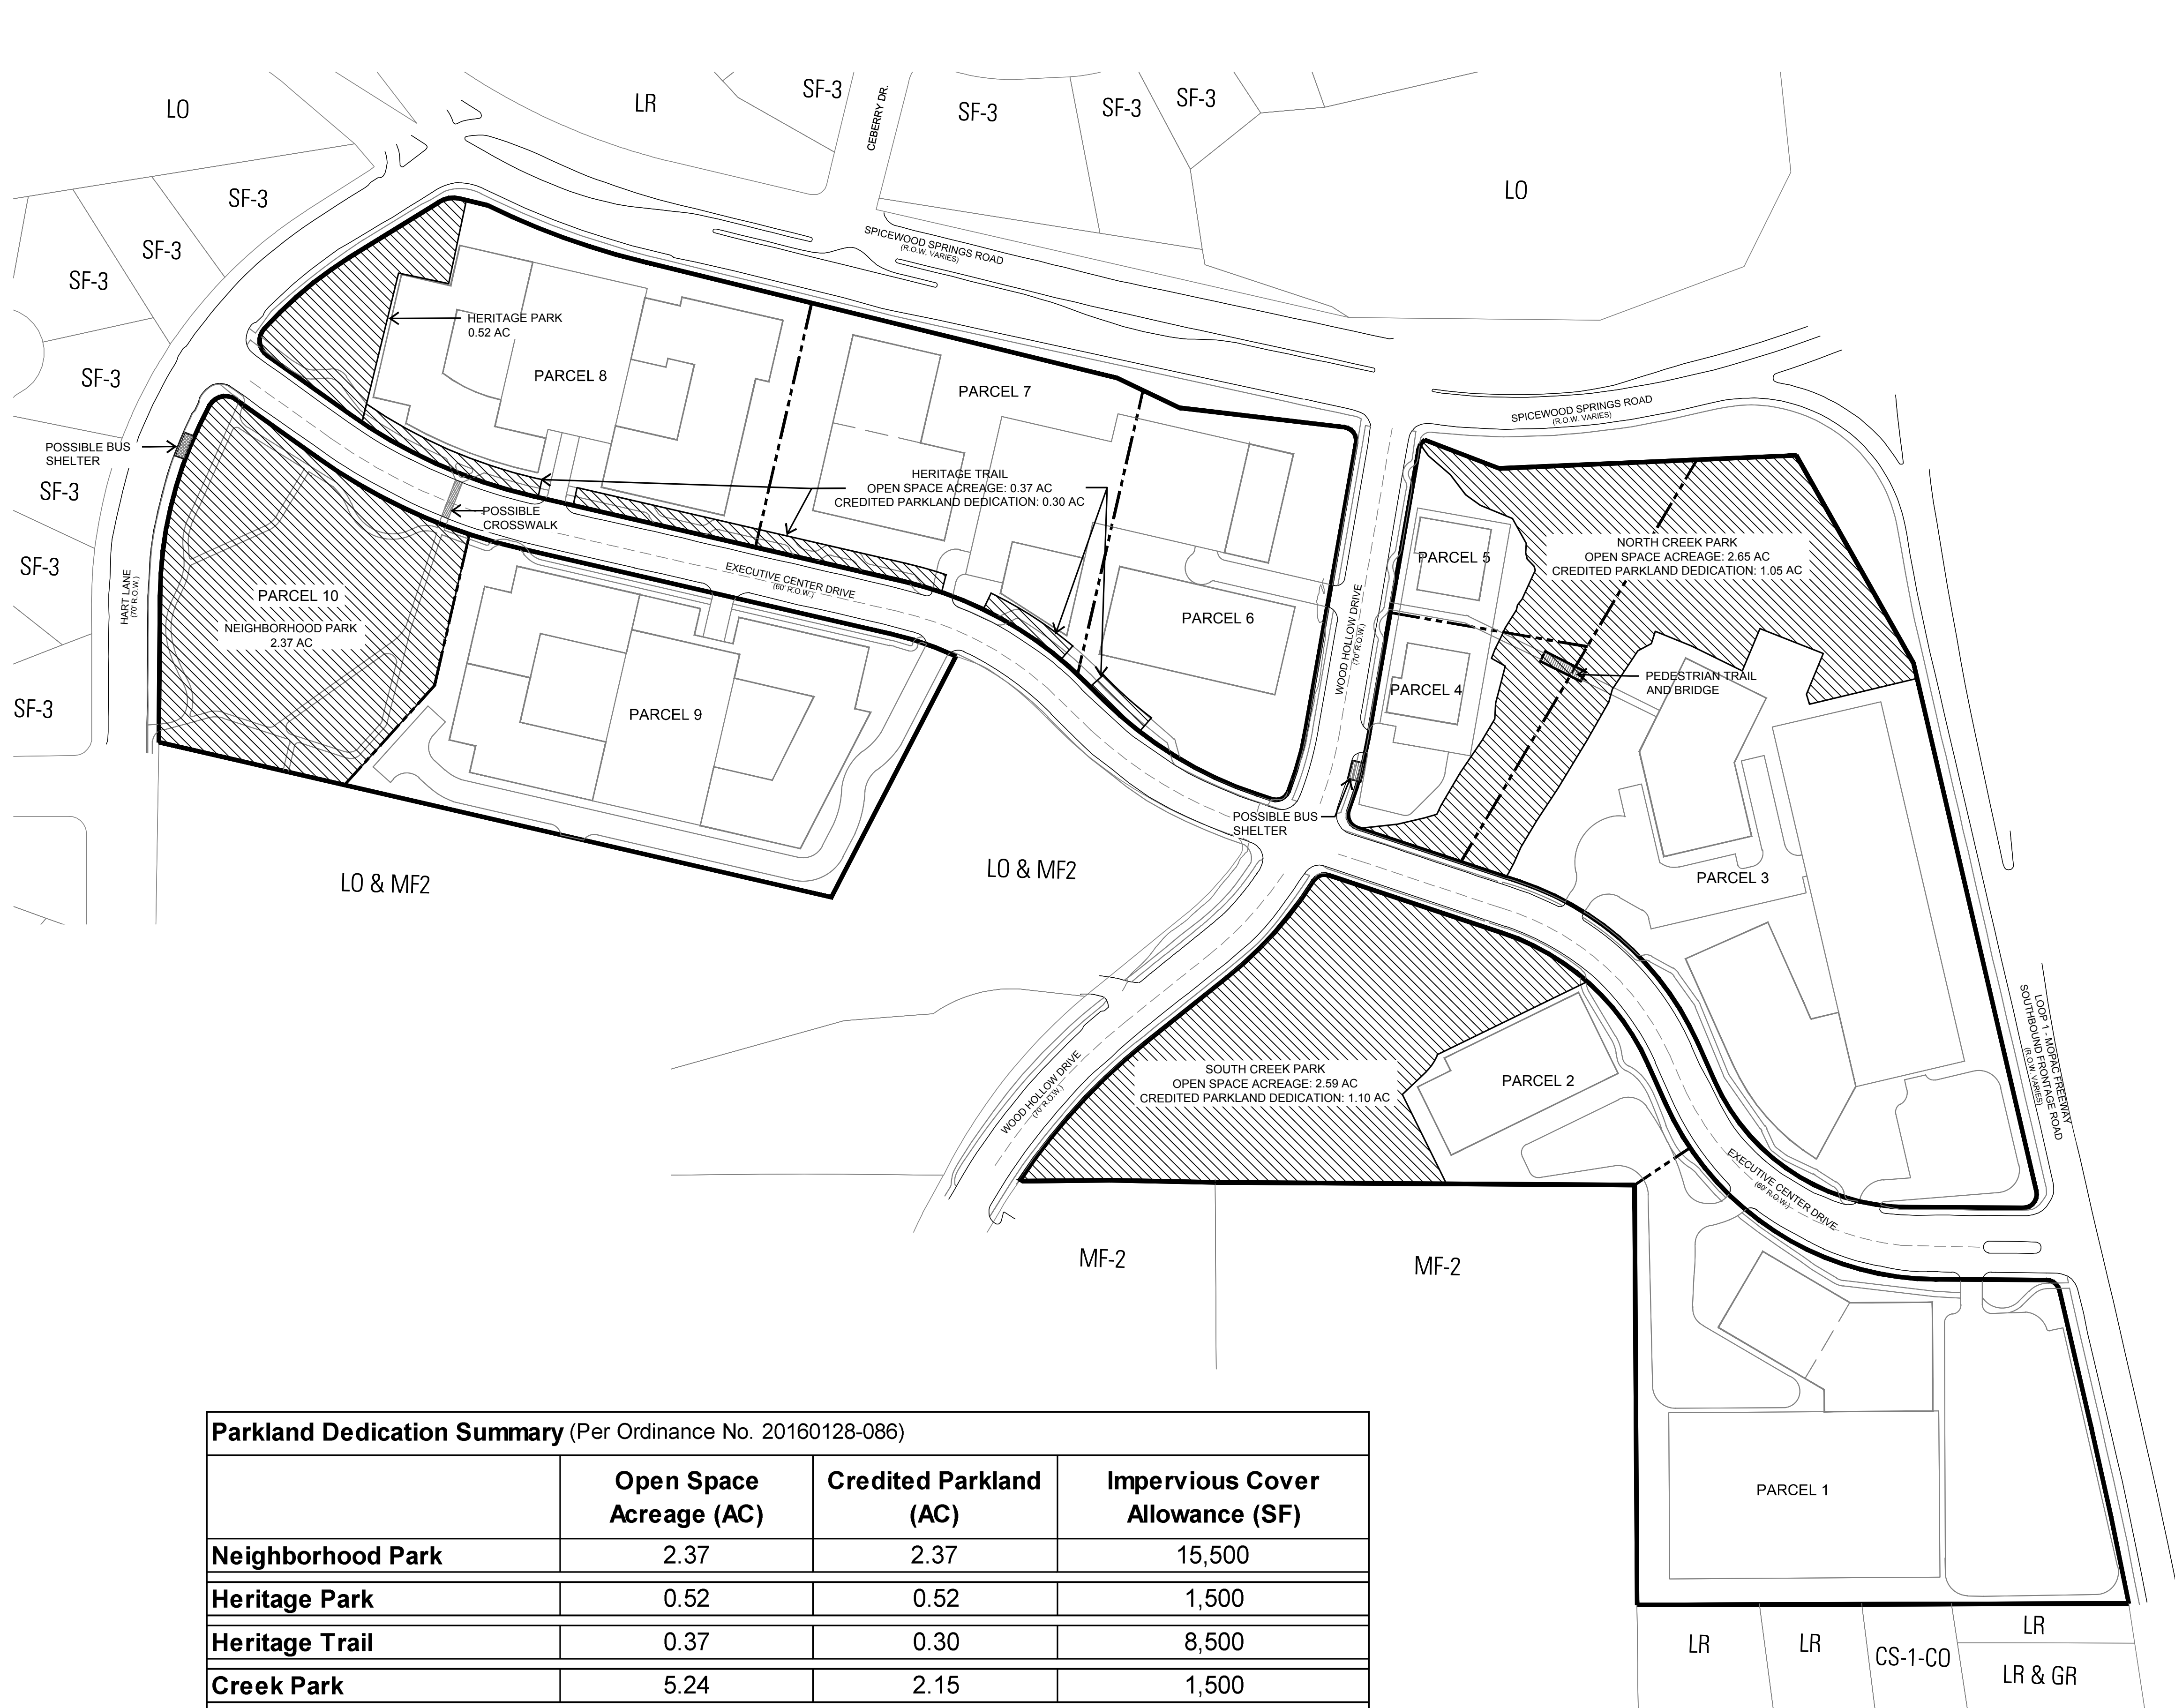 LO
LR
SF-3
CEBERRY DR.
SF-3
SF-3
SF-3
LO
SF-3
SF-3
SF-3
SF-3
SF-3
SF-3
SF-3
SPICEWOOD SPRINGS ROAD
(R.O.W. VARIES)
HERITAGE PARK
0.52 AC
PARCEL 8
PARCEL 7
SPICEWOOD SPRINGS ROAD
(R.O.W. VARIES)
POSSIBLE BUS
SHELTER
HERITAGE TRAIL
OPEN SPACE ACREAGE: 0.37 AC
CREDITED PARKLAND DEDICATION: 0.30 AC
POSSIBLE
CROSSWALK
EXECUTIVE CENTER DRIVE
(60' R.O.W.)
HART LANE
(70' R.O.W.)
PARCEL 10
NEIGHBORHOOD PARK
2.37 AC
PARCEL 9
PARCEL 6
WOOD HOLLOW DRIVE
(70' R.O.W.)
PARCEL 5
PARCEL 4
NORTH CREEK PARK
OPEN SPACE ACREAGE: 2.65 AC
CREDITED PARKLAND DEDICATION: 1.05 AC
PEDESTRIAN TRAIL
AND BRIDGE
POSSIBLE BUS
SHELTER
PARCEL 3
LO & MF2
LO & MF2
SOUTH CREEK PARK
OPEN SPACE ACREAGE: 2.59 AC
CREDITED PARKLAND DEDICATION: 1.10 AC
PARCEL 2
WOOD HOLLOW DRIVE
(70' R.O.W.)
LOOP 1 - MOPAC FREEWAY
SOUTHBOUND FRONTAGE ROAD
(R.O.W. VARIES)
EXECUTIVE CENTER DRIVE
(60' R.O.W.)
MF-2
MF-2
PARCEL 1
LR
LR
CS-1-CO
LR
LR & GR
Parkland Dedication Summary (Per Ordinance No. 20160128-086)
Open Space Acreage (AC) Credited Parkland (AC) Impervious Cover Allowance (SF)
Neighborhood Park 2.37 2.37 15,500
Heritage Park 0.52 0.52 1,500
Heritage Trail 0.37 0.30 8,500
Creek Park 5.24 2.15 1,500